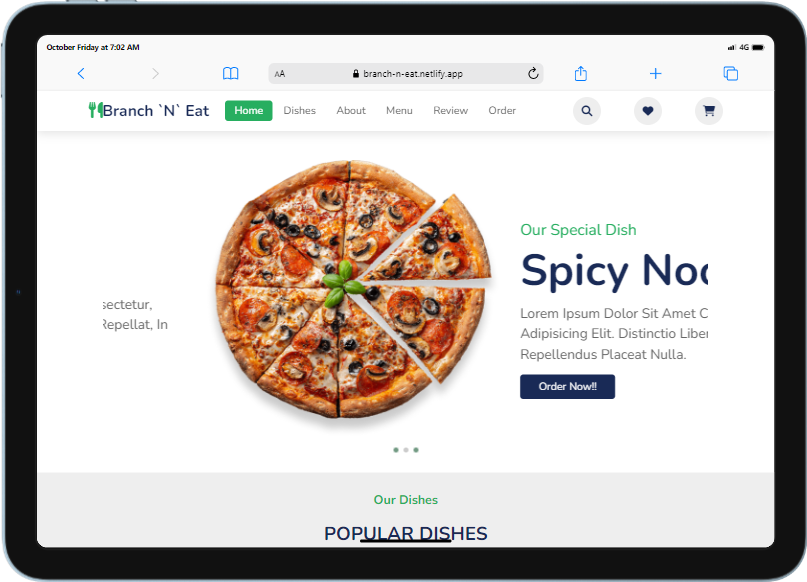 October Friday at 7:02 AM
4G
AA
branch-n-eat.netlify.app
Branch `N` Eat
Home
Dishes
About
Menu
Review
Order
sectetur,
Repellat, In
Our Special Dish
Spicy Noo
Lorem Ipsum Dolor Sit Amet C
Adipisicing Elit. Distinctio Liber
Repellendus Placeat Nulla.
Order Now!!
Our Dishes
POPULAR DISHES